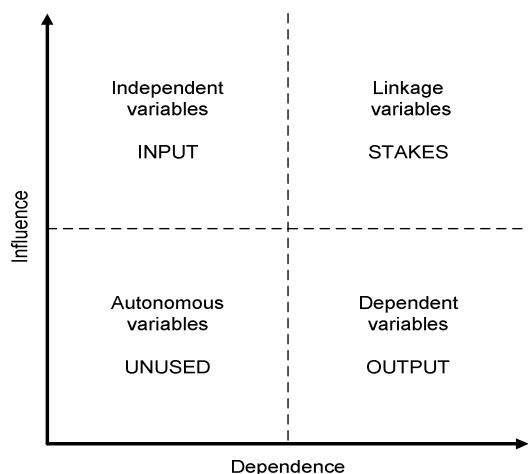 Independent
variables
INPUT
Linkage
variables
STAKES
Influence
Autonomous
variables
UNUSED
Dependent
variables
OUTPUT
Dependence